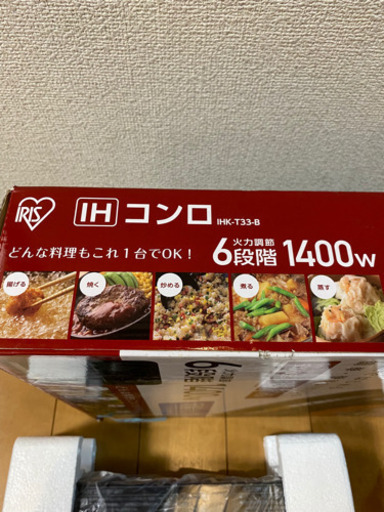 IRIS
IH コンロ IHK-T33-B
どんな料理もこれ1台でOK!
火力調節
6段階 1400W
揚げる
焼く
炒める
煮る
蒸す